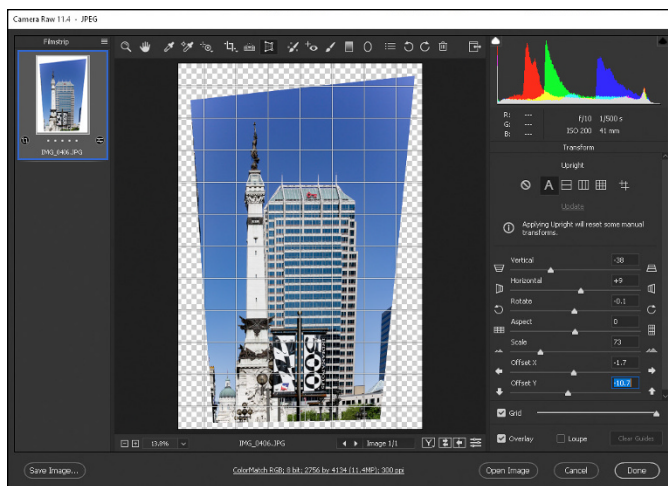 Camera Raw 11.4 - JPEG
Filmstrip
IMG_0406.JPG
R: ---
G: ---
B: ---
f/10 1/500 s
ISO 200 41 mm
Transform
Upright
A
Update
Applying Upright will reset some manual
transforms.
Vertical -38
Horizontal +9
Rotate -0.1
Aspect 0
Scale 73
Offset X -1.7
Offset Y -10.7
Grid
Overlay Loupe Clear Guides
13.8% IMG_0406.JPG Image 1/1 Y
Save Image... ColorMatch RGB; 8 bit; 2756 by 4134 (11.4MP); 300 ppi Open Image Cancel Done